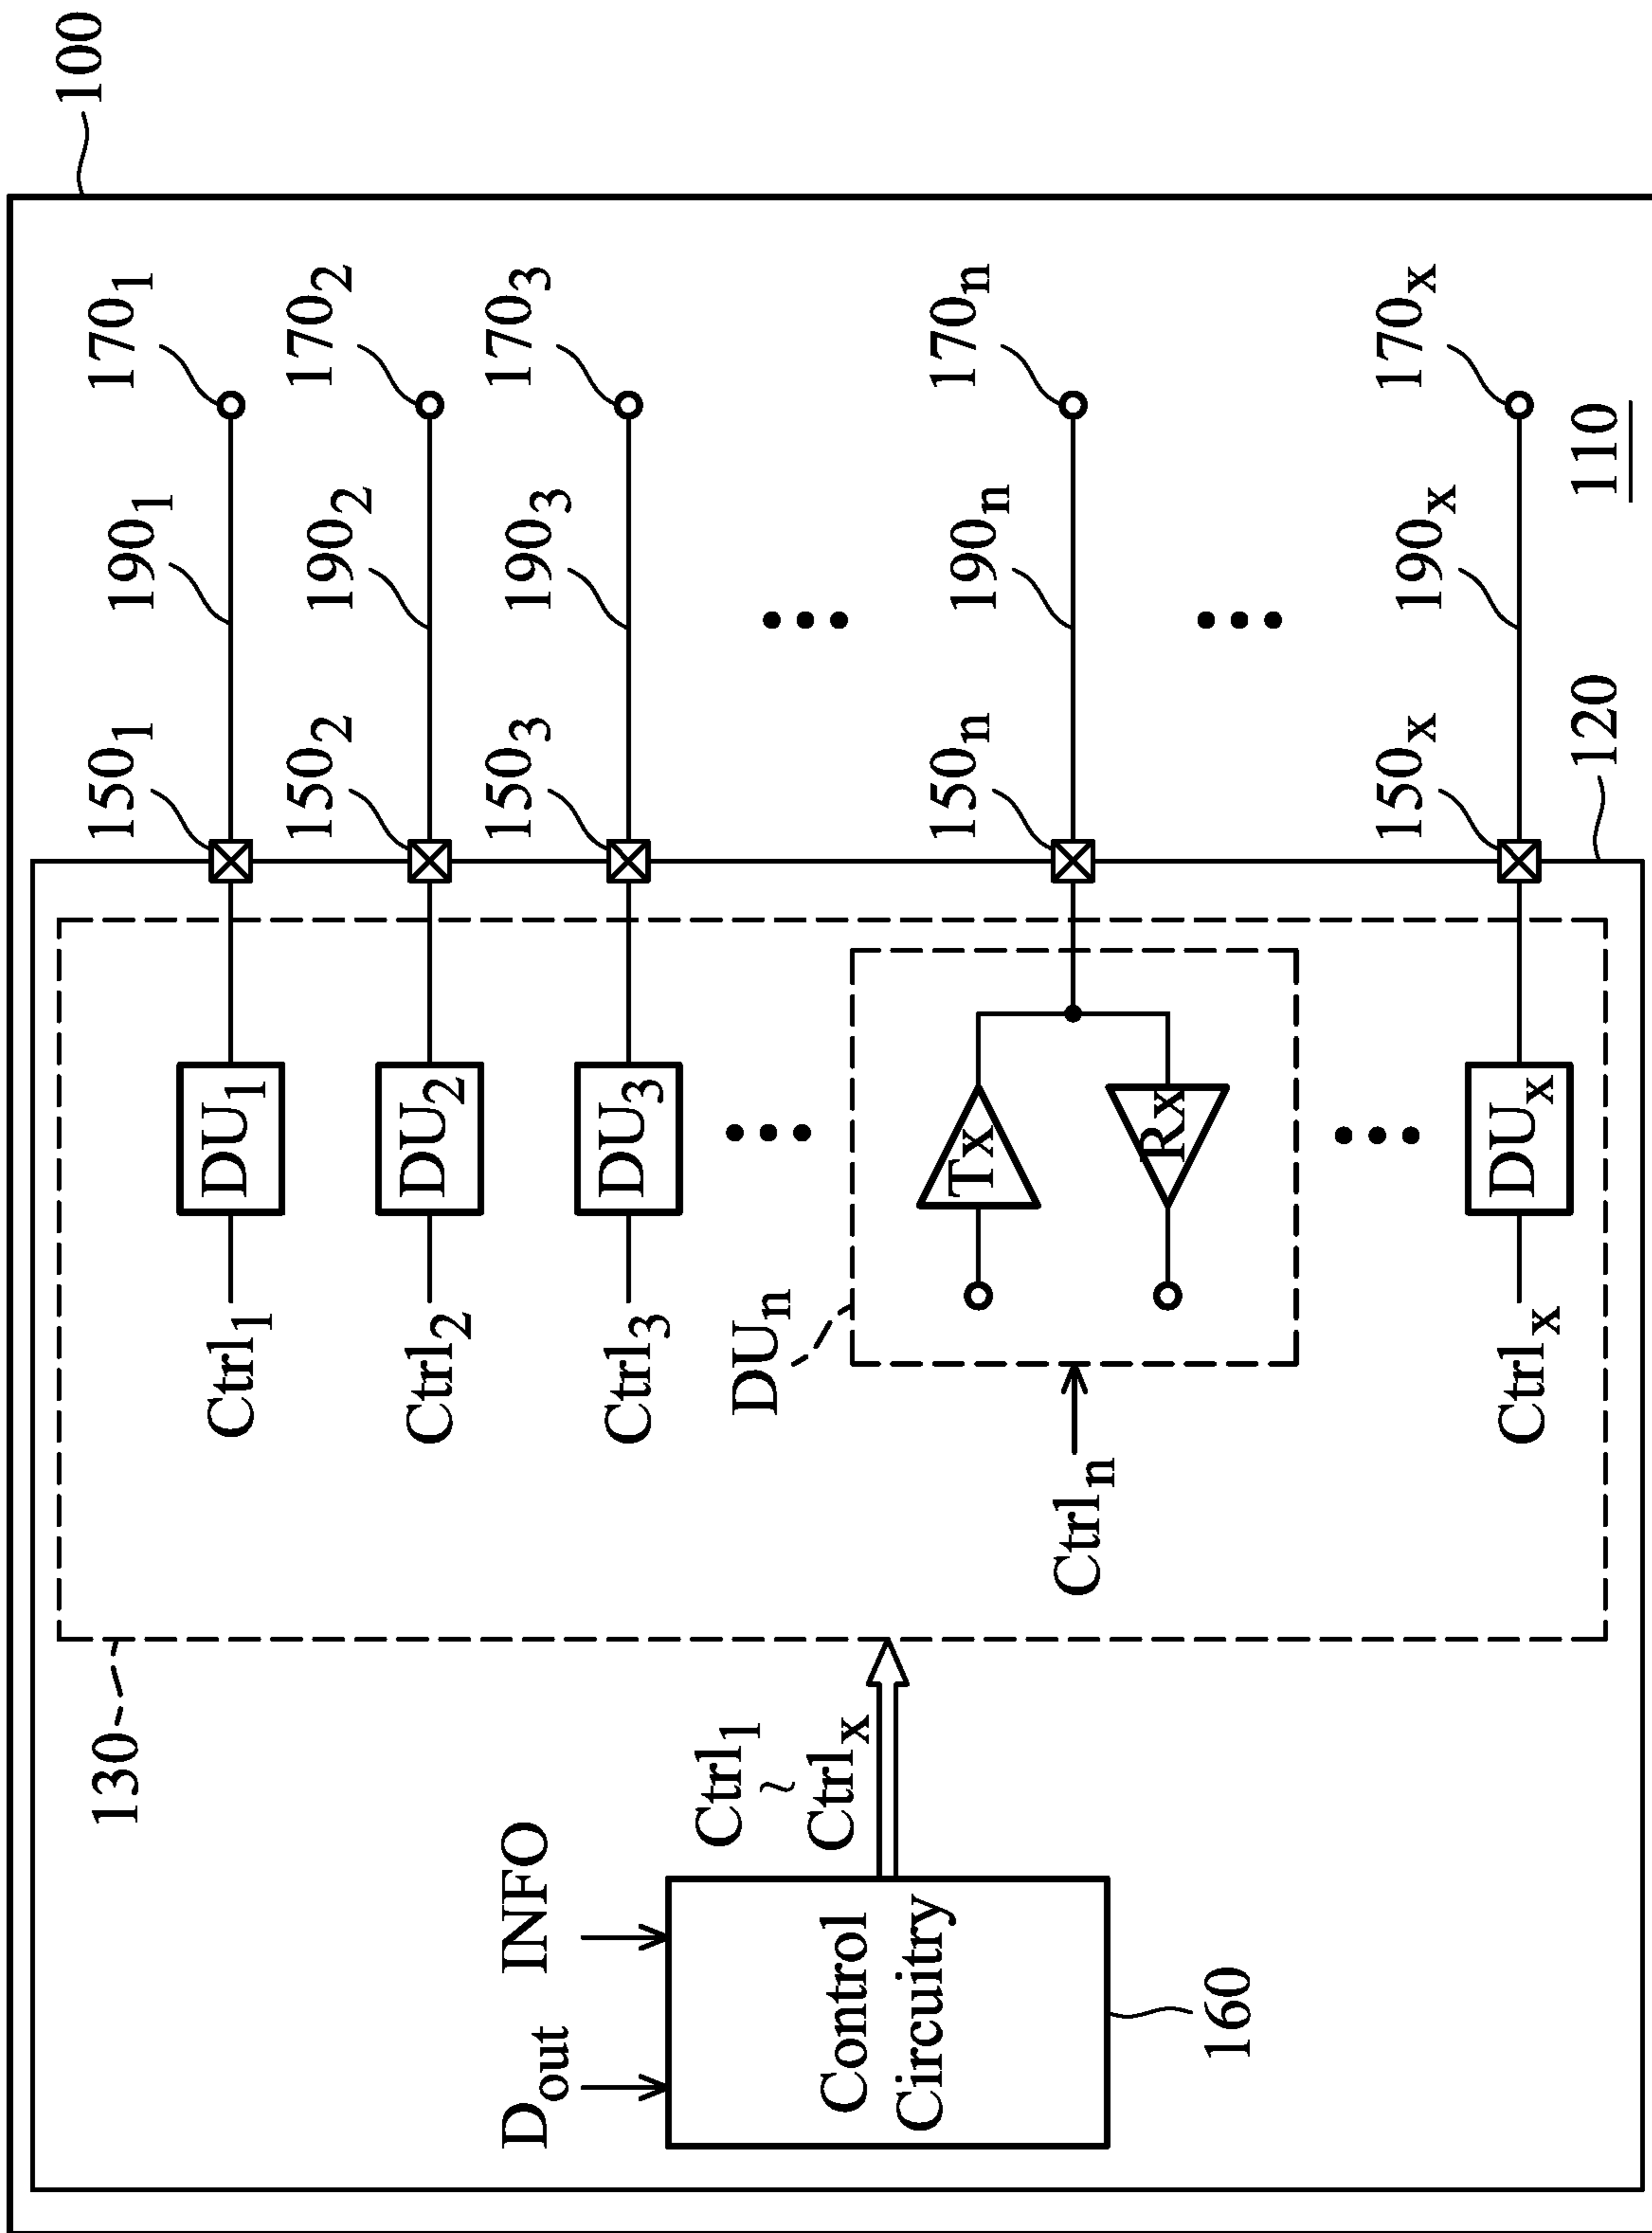 100
130
DU₁
Ctrl₁
150₁
190₁
170₁
DU₂
Ctrl₂
150₂
190₂
170₂
DU₃
Ctrl₃
150₃
190₃
170₃
DUₙ
Tx
Rx
Ctrlₙ
150ₙ
190ₙ
170ₙ
DUₓ
Ctrlₓ
150ₓ
190ₓ
170ₓ
D_out
INFO
Control
Circuitry
160
Ctrl₁
~
Ctrlₓ
120
110